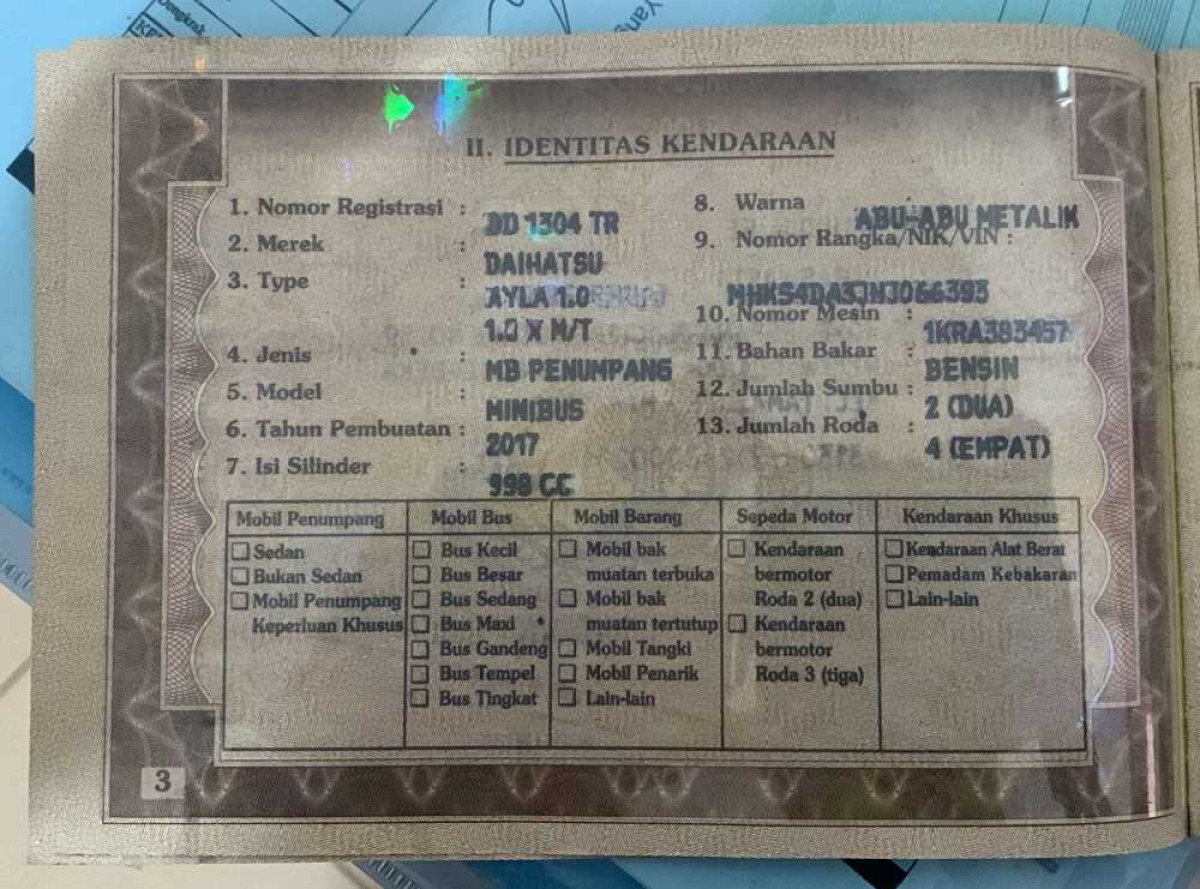 II. IDENTITAS KENDARAAN
1. Nomor Registrasi : DD 1304 TR
2. Merek : DAIHATSU
3. Type : AYLA 1.0
1.0 X M/T
4. Jenis : MB PENUMPANG
5. Model : MINIBUS
6. Tahun Pembuatan : 2017
7. Isi Silinder : 998 CC
8. Warna : ABU-ABU METALIK
9. Nomor Rangka/NIK/VIN :
MHKS4DA3JHJ066393
10. Nomor Mesin : 1KRA383457
11. Bahan Bakar : BENSIN
12. Jumlah Sumbu : 2 (DUA)
13. Jumlah Roda : 4 (EMPAT)
Mobil Penumpang
☐ Sedan
☐ Bukan Sedan
☐ Mobil Penumpang
Keperluan Khusus
Mobil Bus
☐ Bus Kecil
☐ Bus Besar
☐ Bus Sedang
☐ Bus Maxi
☐ Bus Gandeng
☐ Bus Tempel
☐ Bus Tingkat
Mobil Barang
☐ Mobil bak
muatan terbuka
☐ Mobil bak
muatan tertutup
☐ Mobil Tangki
☐ Mobil Penarik
☐ Lain-lain
Sepeda Motor
☐ Kendaraan
bermotor
Roda 2 (dua)
☐ Kendaraan
bermotor
Roda 3 (tiga)
Kendaraan Khusus
☐ Kendaraan Alat Berat
☐ Pemadam Kebakaran
☐ Lain-lain
3